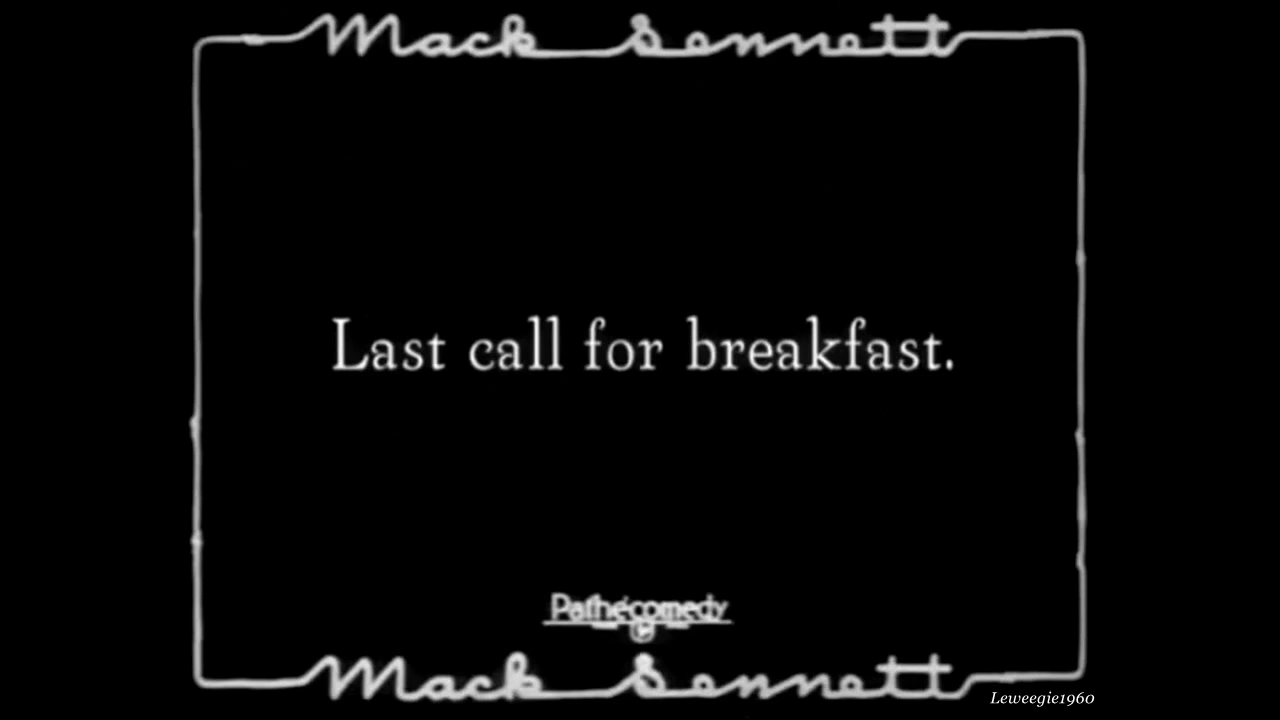 Mack Sennett
Last call for breakfast.
Pathécomedy
Mack Sennett
Leweegie1960